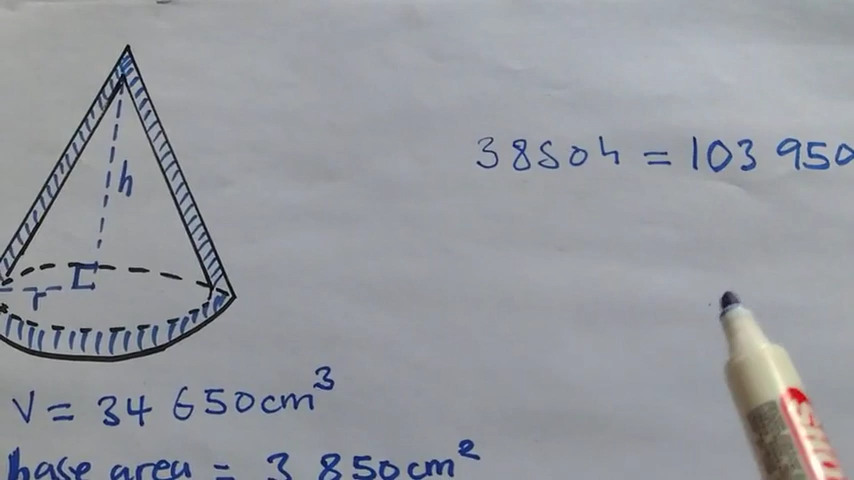 h
r
3850h = 103 950
V = 34 650cm³
base area = 3 850cm²